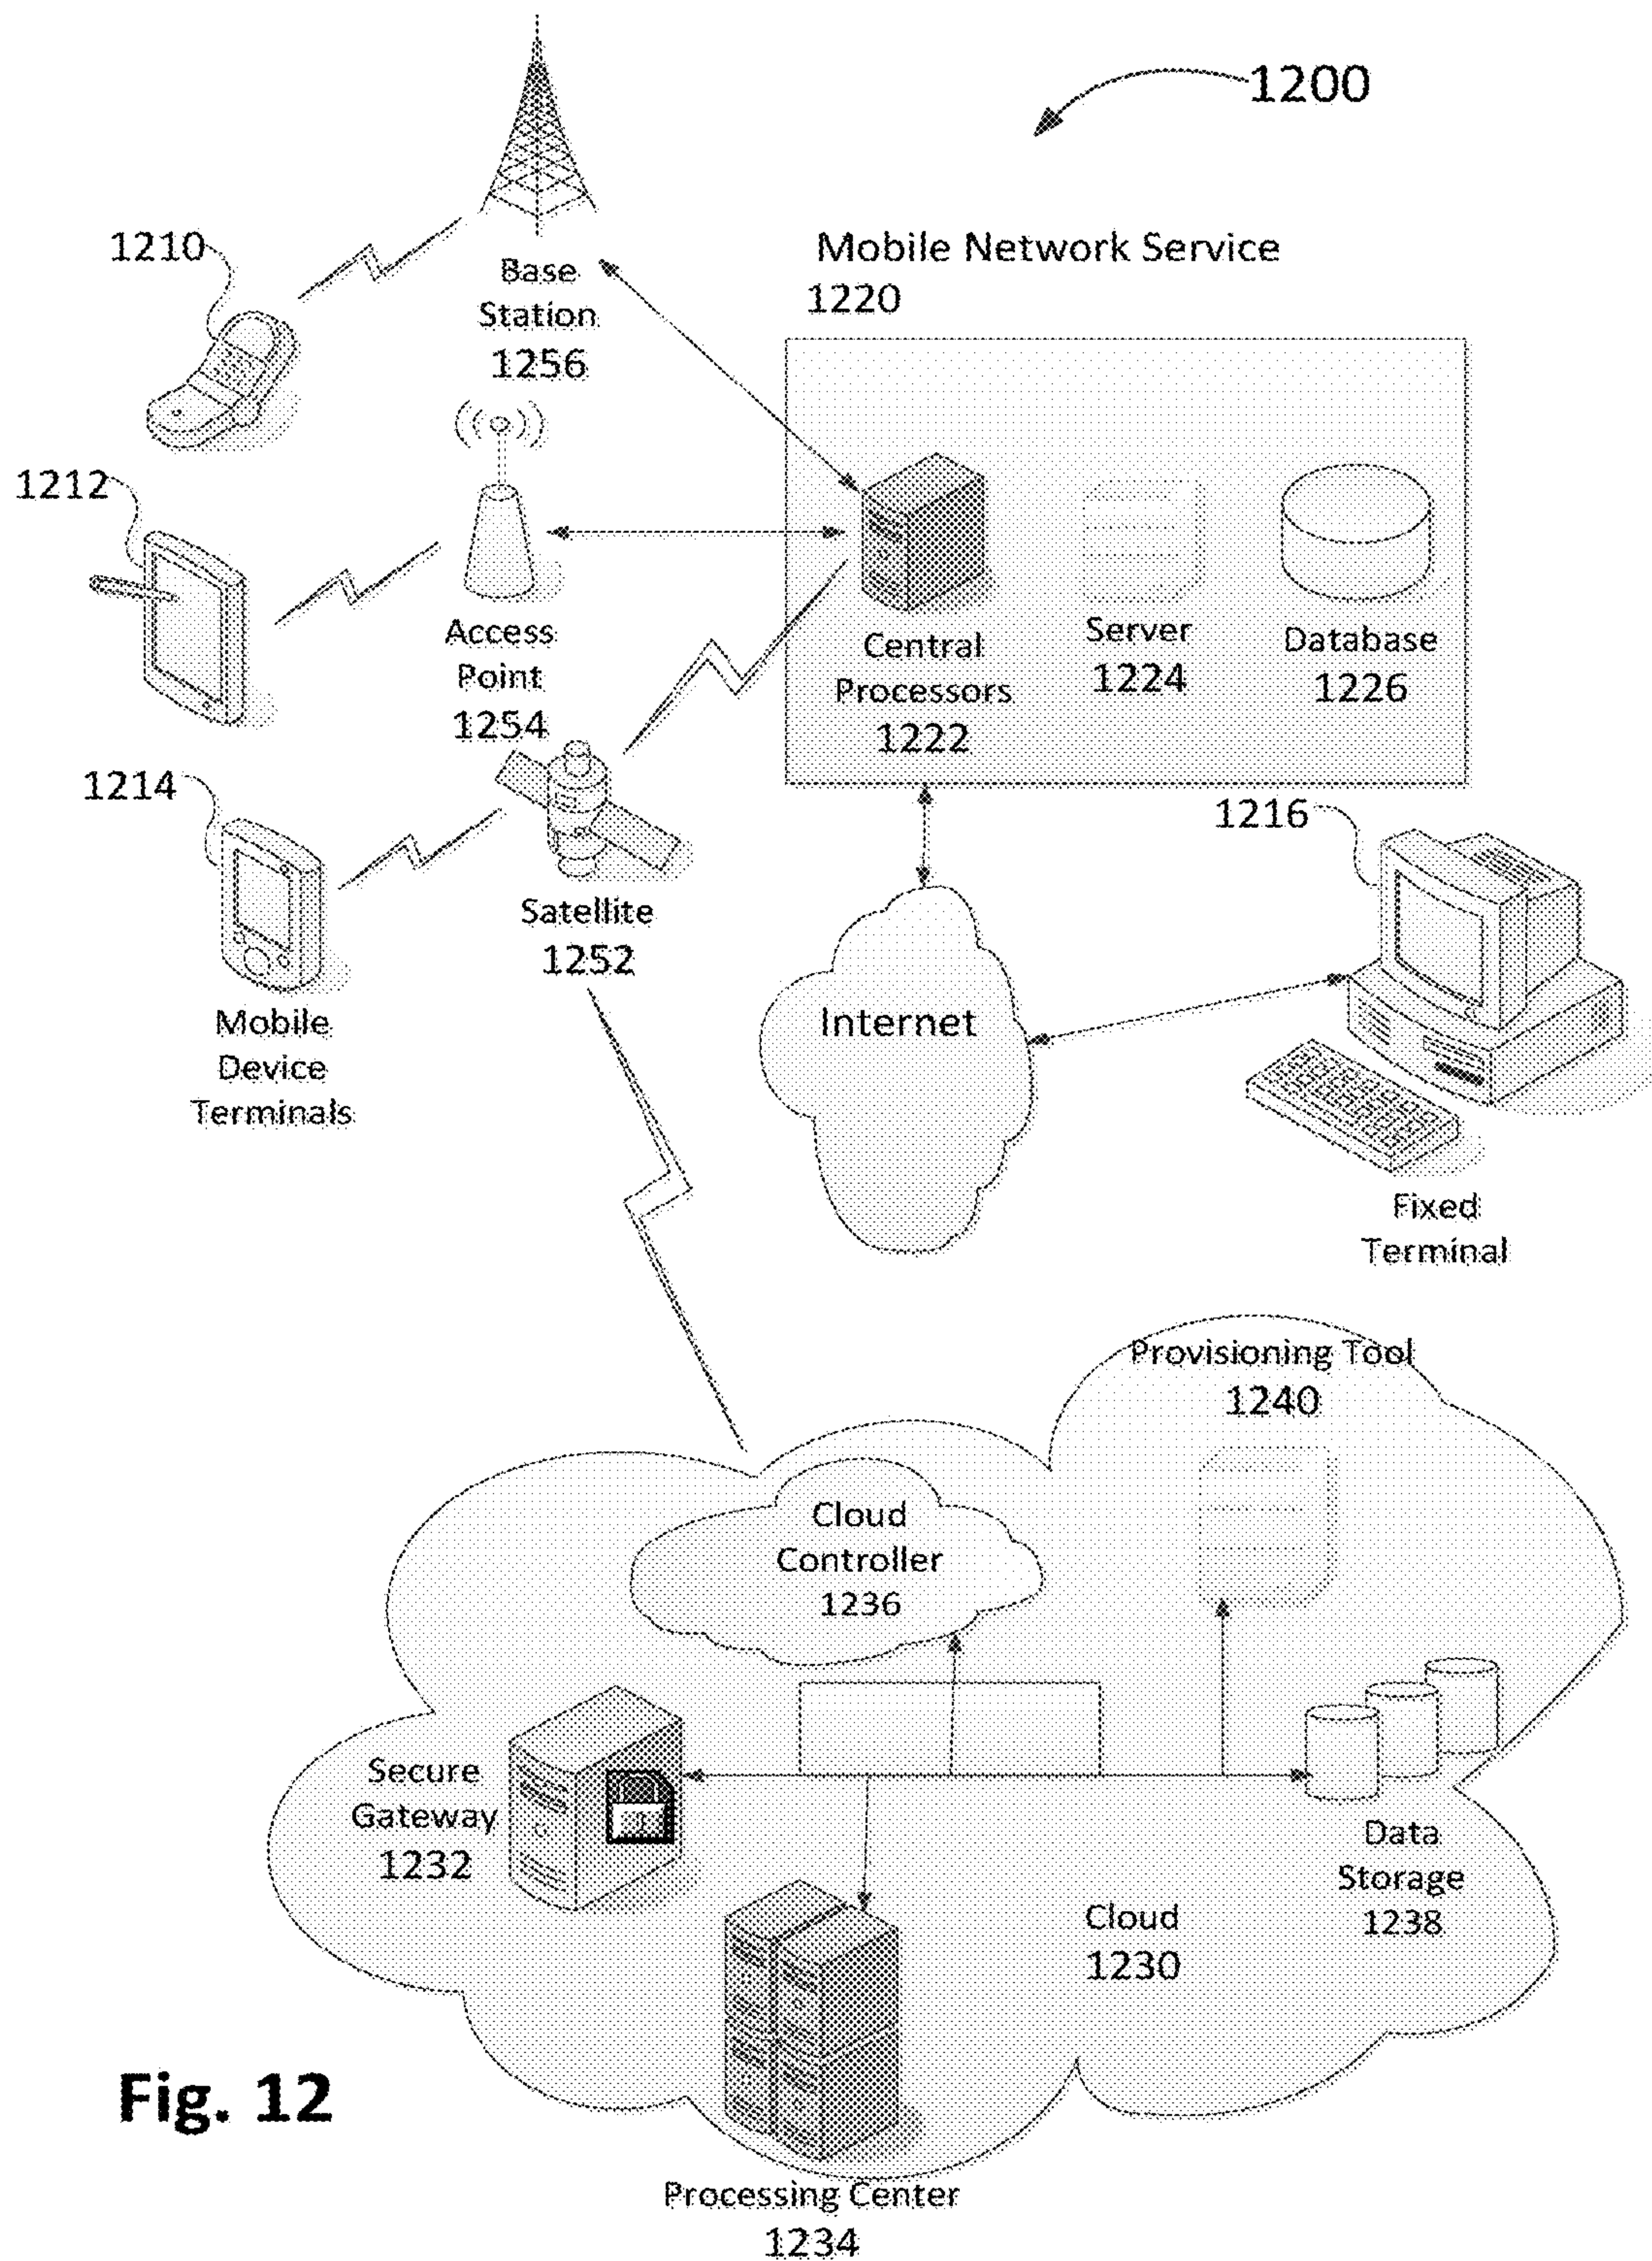 1200
1210
Base
Station
1256
Mobile Network Service
1220
1212
Access
Point
1254
Central
Processors
1222
Server
1224
Database
1226
1214
Satellite
1252
Mobile
Device
Terminals
Internet
1216
Fixed
Terminal
Provisioning Tool
1240
Cloud
Controller
1236
Secure
Gateway
1232
Data
Storage
1238
Cloud
1230
Processing Center
1234
Fig. 12